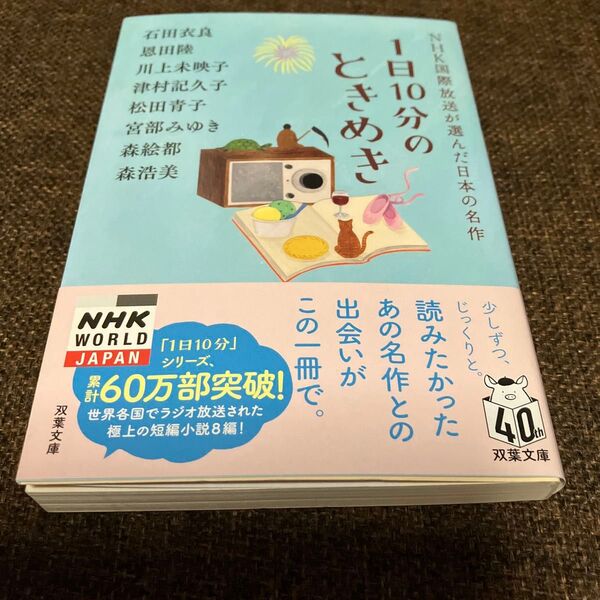 NHK国際放送が選んだ日本の名作
1日10分の
ときめき
石田衣良
恩田陸
川上未映子
津村記久子
松田青子
宮部みゆき
森絵都
森浩美
少しずつ、
じっくりと。
読みたかった
あの名作との
出会いが
この一冊で。
NHK
WORLD
JAPAN
「1日10分」
シリーズ、
累計60万部突破!
世界各国でラジオ放送された
極上の短編小説8編!
双葉文庫
40th
双葉文庫